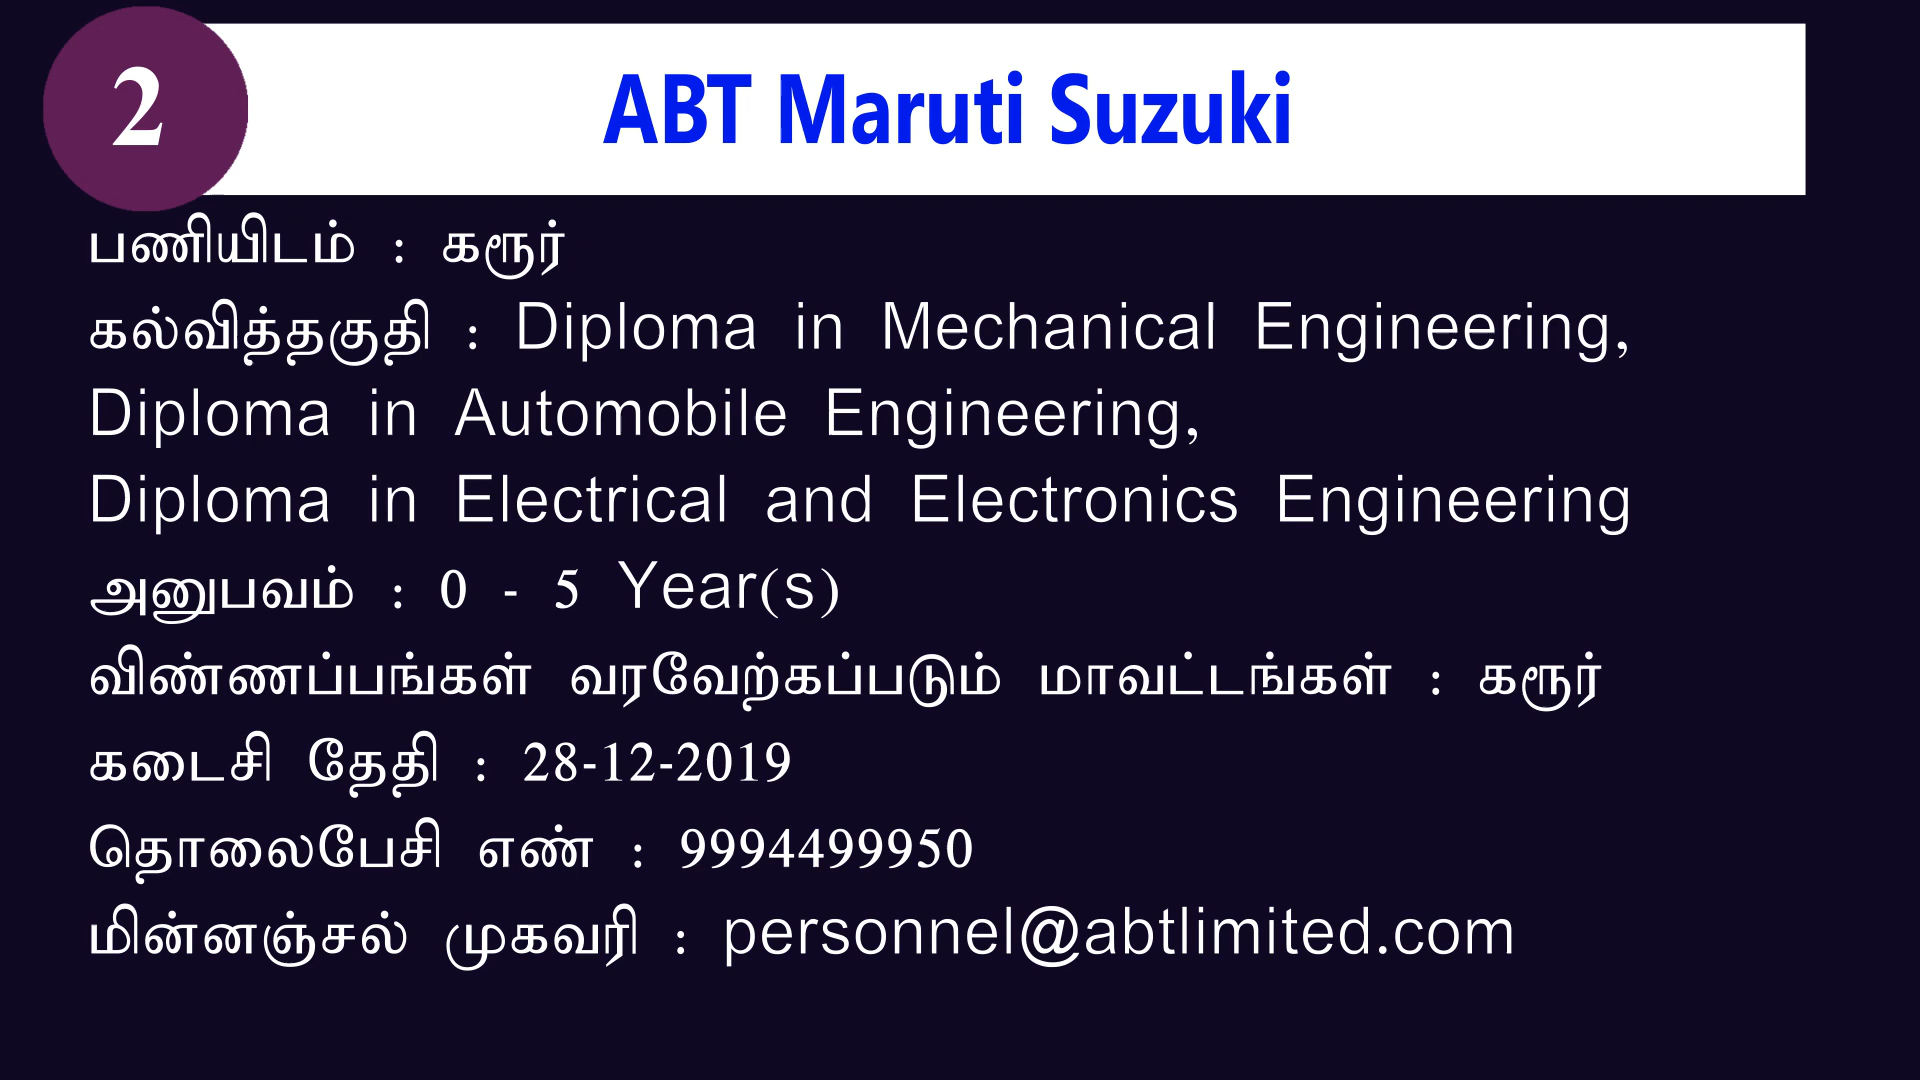 2
ABT Maruti Suzuki
பணியிடம் : கரூர்
கல்வித்தகுதி : Diploma in Mechanical Engineering,
Diploma in Automobile Engineering,
Diploma in Electrical and Electronics Engineering
அனுபவம் : 0 - 5 Year(s)
விண்ணப்பங்கள் வரவேற்கப்படும் மாவட்டங்கள் : கரூர்
கடைசி தேதி : 28-12-2019
தொலைபேசி எண் : 9994499950
மின்னஞ்சல் முகவரி : personnel@abtlimited.com